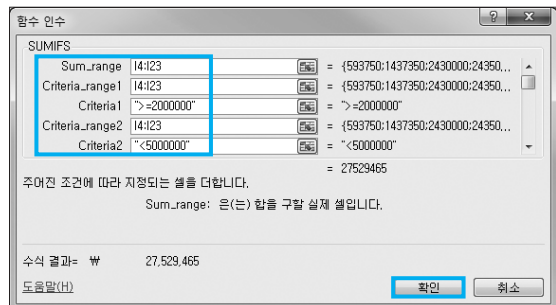 함수 인수
SUMIFS
Sum_range I4:I23 = {593750;1437350;2430000;24350,..
Criteria_range1 I4:I23 = {593750;1437350;2430000;24350,..
Criteria1 ">=2000000" = ">=2000000"
Criteria_range2 I4:I23 = {593750;1437350;2430000;24350,..
Criteria2 "<5000000" = "<5000000"
= 27529465
주어진 조건에 따라 지정되는 셀을 더합니다.
Sum_range: 은(는) 합을 구할 실제 셀입니다.
수식 결과= ₩ 27,529,465
도움말(H) 확인 취소